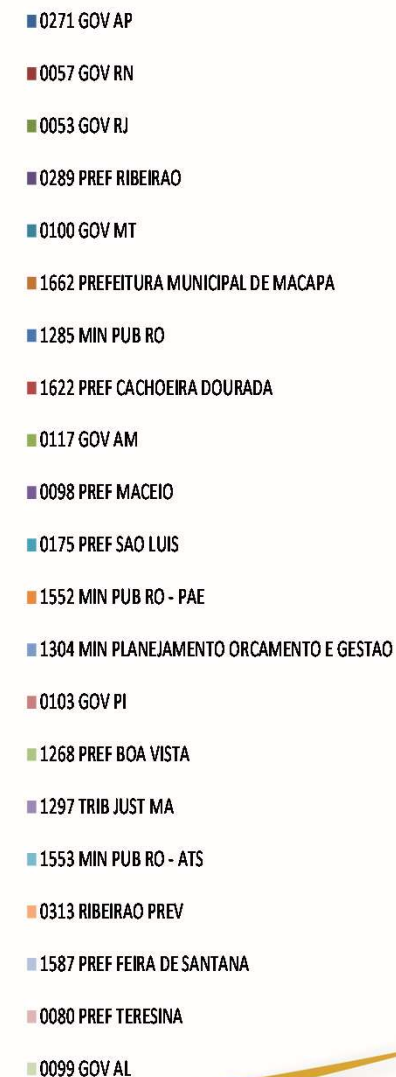 0271 GOV AP
0057 GOV RN
0053 GOV RJ
0289 PREF RIBEIRAO
0100 GOV MT
1662 PREFEITURA MUNICIPAL DE MACAPA
1285 MIN PUB RO
1622 PREF CACHOEIRA DOURADA
0117 GOV AM
0098 PREF MACEIO
0175 PREF SAO LUIS
1552 MIN PUB RO - PAE
1304 MIN PLANEJAMENTO ORCAMENTO E GESTAO
0103 GOV PI
1268 PREF BOA VISTA
1297 TRIB JUST MA
1553 MIN PUB RO - ATS
0313 RIBEIRAO PREV
1587 PREF FEIRA DE SANTANA
0080 PREF TERESINA
0099 GOV AL